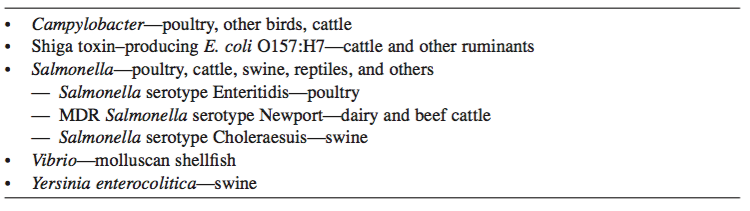 • Campylobacter—poultry, other birds, cattle
• Shiga toxin–producing E. coli O157:H7—cattle and other ruminants
• Salmonella—poultry, cattle, swine, reptiles, and others
— Salmonella serotype Enteritidis—poultry
— MDR Salmonella serotype Newport—dairy and beef cattle
— Salmonella serotype Choleraesuis—swine
• Vibrio—molluscan shellfish
• Yersinia enterocolitica—swine